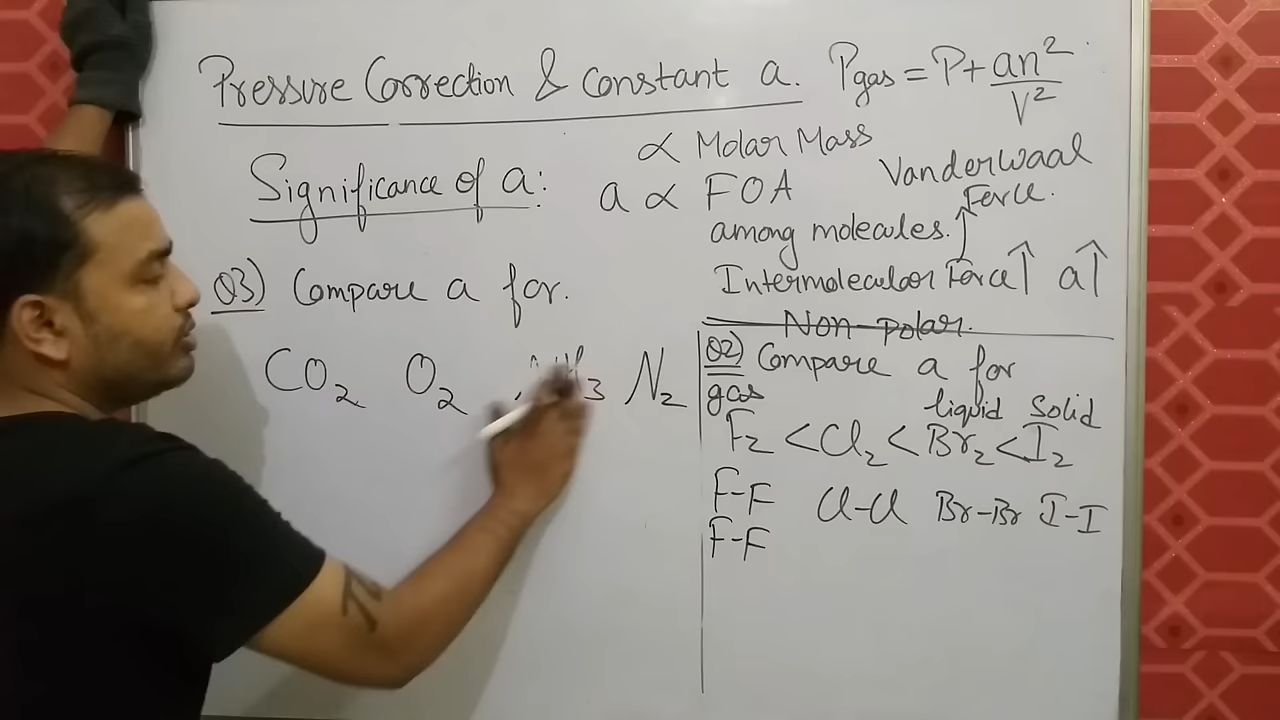 Pressure Correction & Constant a. Pgas = P + an²/V²
Significance of a:
∝ Molar Mass
a ∝ FOA
among molecules.
Vanderwaal
Force.
Intermolecular Force↑ a↑
Non-polar.
Q3) Compare a for.
CO₂ O₂ N₂
Q2) Compare a for
gas liquid Solid
F₂ < Cl₂ < Br₂ < I₂
F-F Cl-Cl Br-Br I-I
F-F